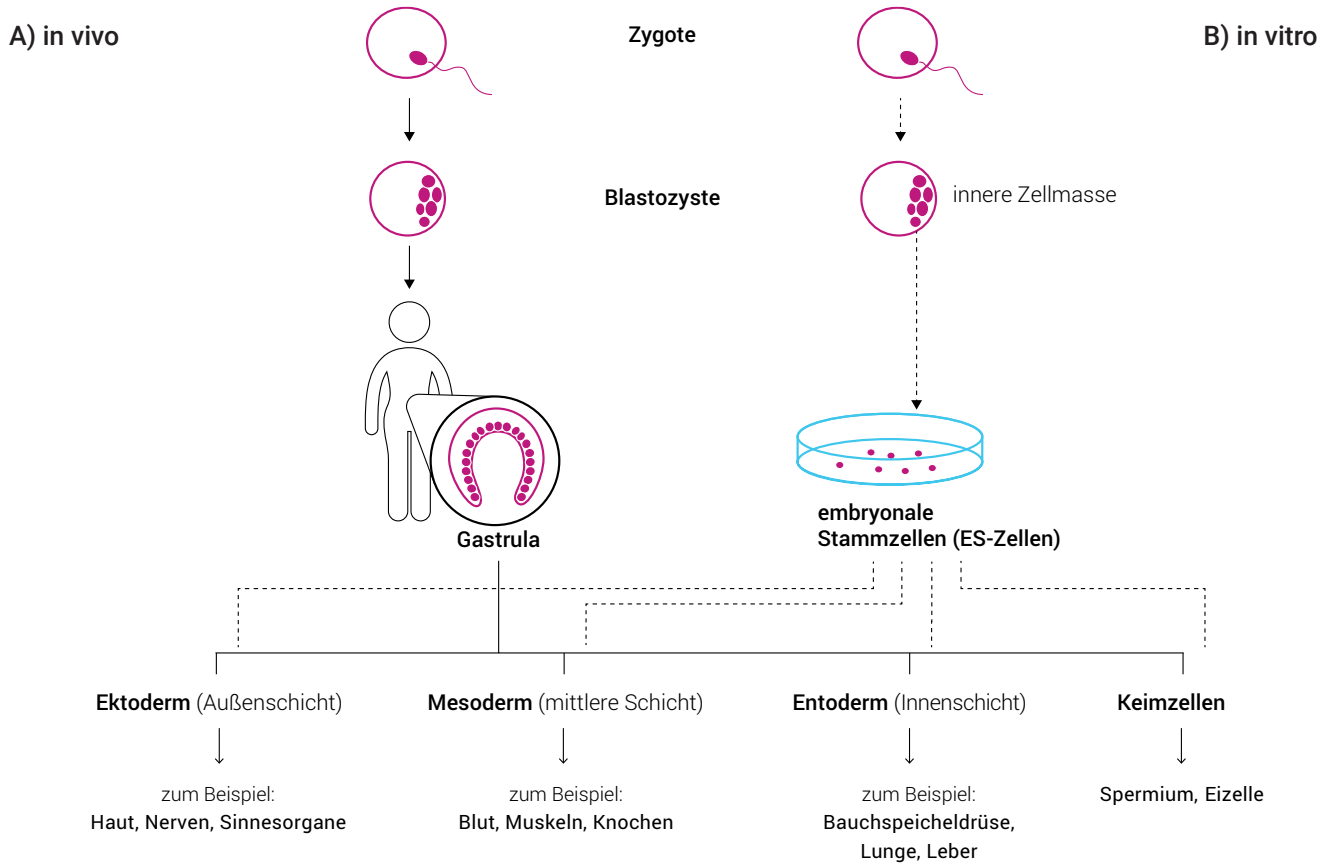 A) in vivo
Zygote
B) in vitro
Blastozyste
innere Zellmasse
Gastrula
embryonale
Stammzellen (ES-Zellen)
Ektoderm (Außenschicht)
Mesoderm (mittlere Schicht)
Entoderm (Innenschicht)
Keimzellen
zum Beispiel:
Haut, Nerven, Sinnesorgane
zum Beispiel:
Blut, Muskeln, Knochen
zum Beispiel:
Bauchspeicheldrüse,
Lunge, Leber
Spermium, Eizelle